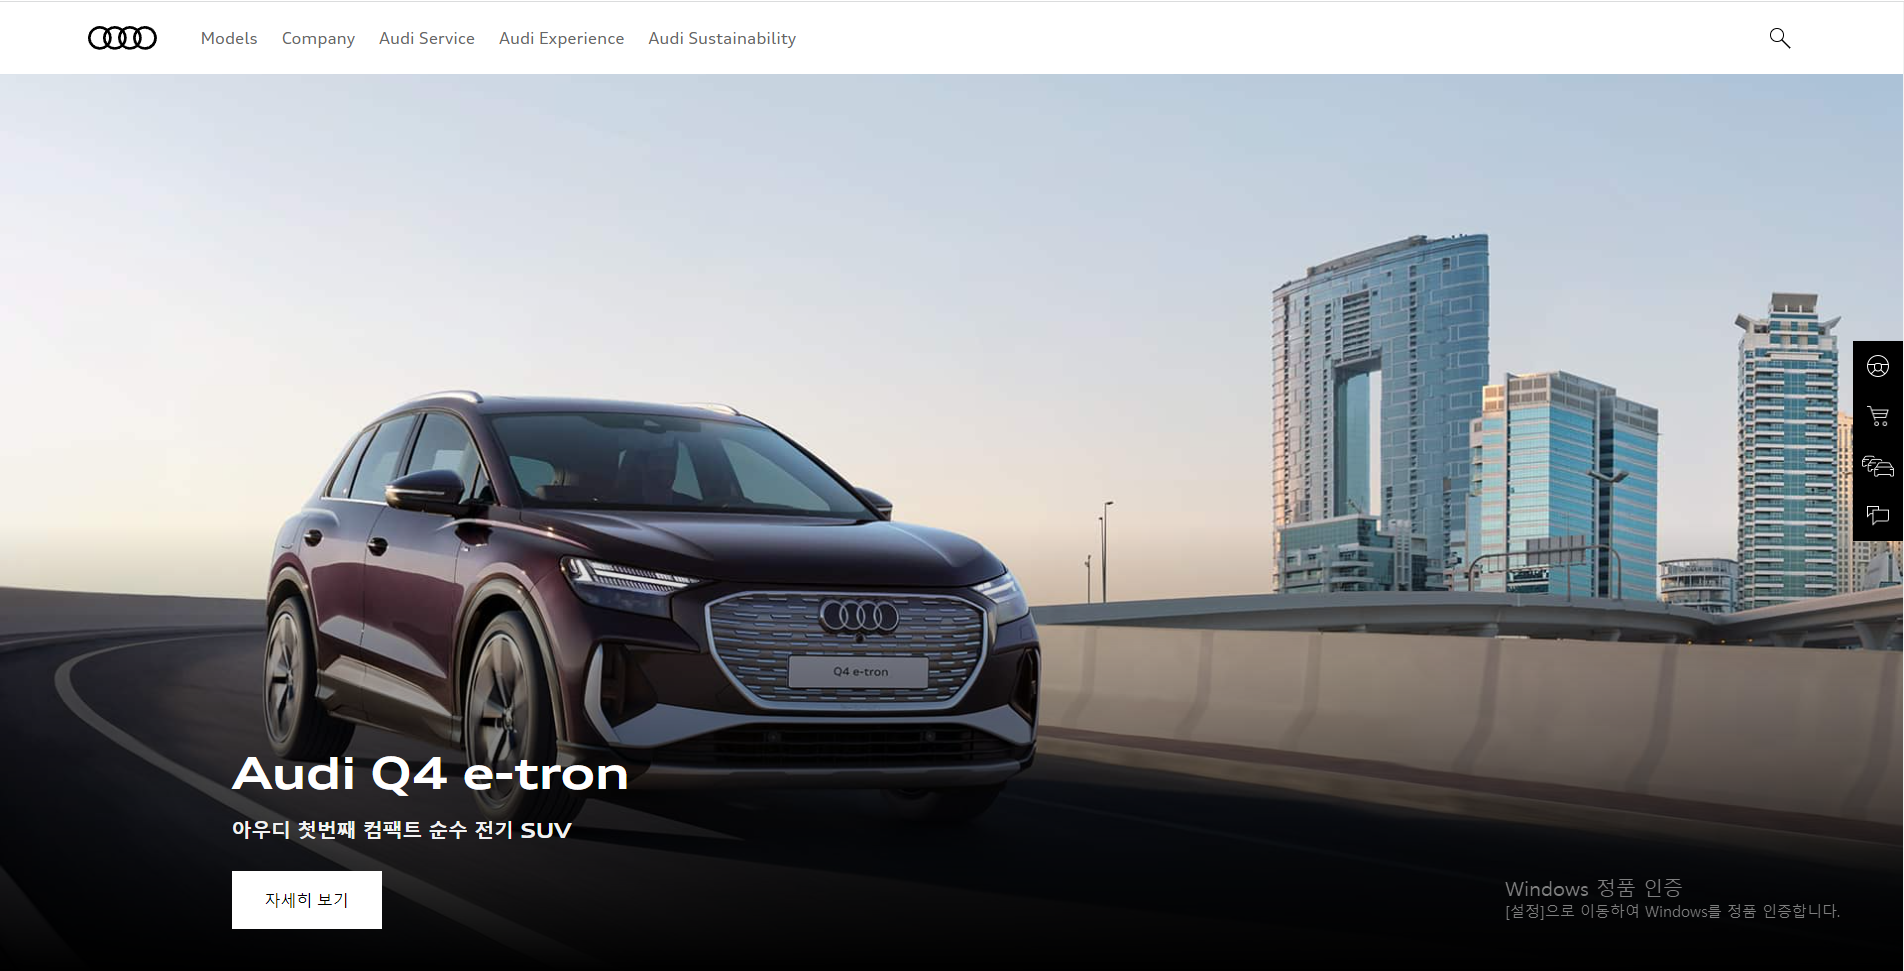 Models Company Audi Service Audi Experience Audi Sustainability
Q4 e-tron
Audi Q4 e-tron
아우디 첫번째 컴팩트 순수 전기 SUV
자세히 보기
Windows 정품 인증
[설정]으로 이동하여 Windows를 정품 인증합니다.